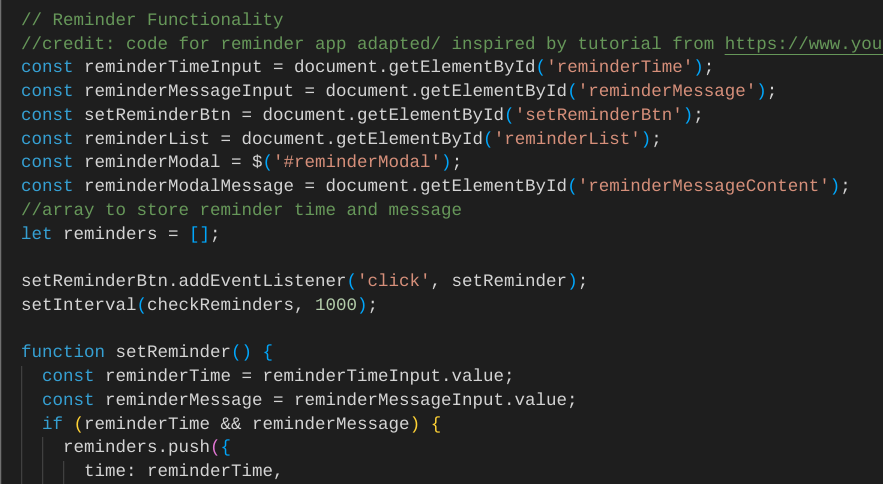 // Reminder Functionality
//credit: code for reminder app adapted/ inspired by tutorial from https://www.you
const reminderTimeInput = document.getElementById('reminderTime');
const reminderMessageInput = document.getElementById('reminderMessage');
const setReminderBtn = document.getElementById('setReminderBtn');
const reminderList = document.getElementById('reminderList');
const reminderModal = $('#reminderModal');
const reminderModalMessage = document.getElementById('reminderMessageContent');
//array to store reminder time and message
let reminders = [];

setReminderBtn.addEventListener('click', setReminder);
setInterval(checkReminders, 1000);

function setReminder() {
  const reminderTime = reminderTimeInput.value;
  const reminderMessage = reminderMessageInput.value;
  if (reminderTime && reminderMessage) {
    reminders.push({
      time: reminderTime,